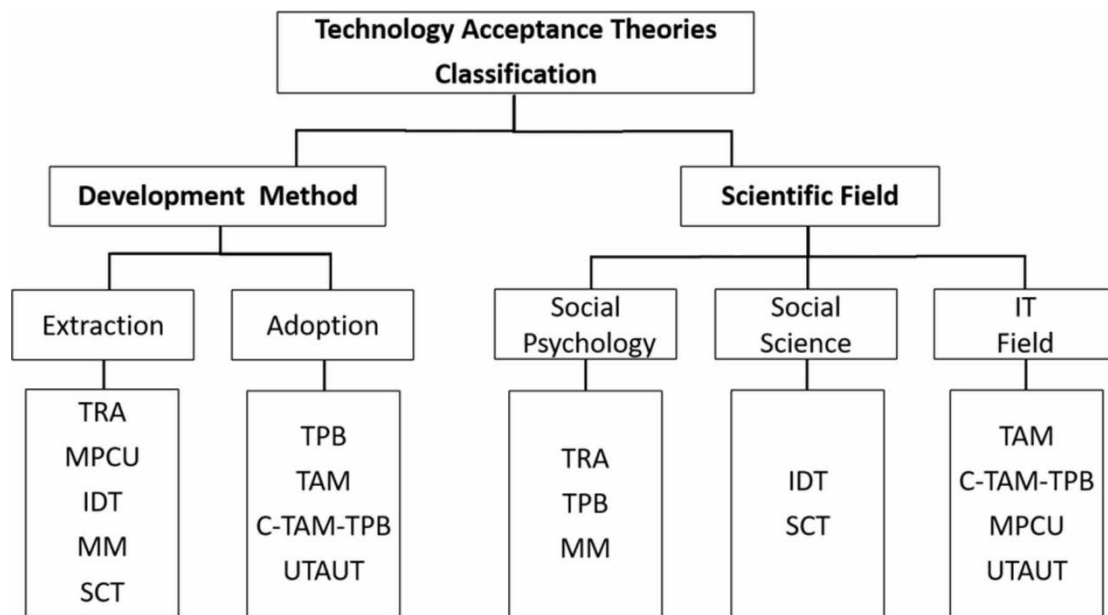 Technology Acceptance Theories
Classification
Development Method
Scientific Field
Extraction
Adoption
Social
Psychology
Social
Science
IT
Field
TRA
MPCU
IDT
MM
SCT
TPB
TAM
C-TAM-TPB
UTAUT
TRA
TPB
MM
IDT
SCT
TAM
C-TAM-TPB
MPCU
UTAUT